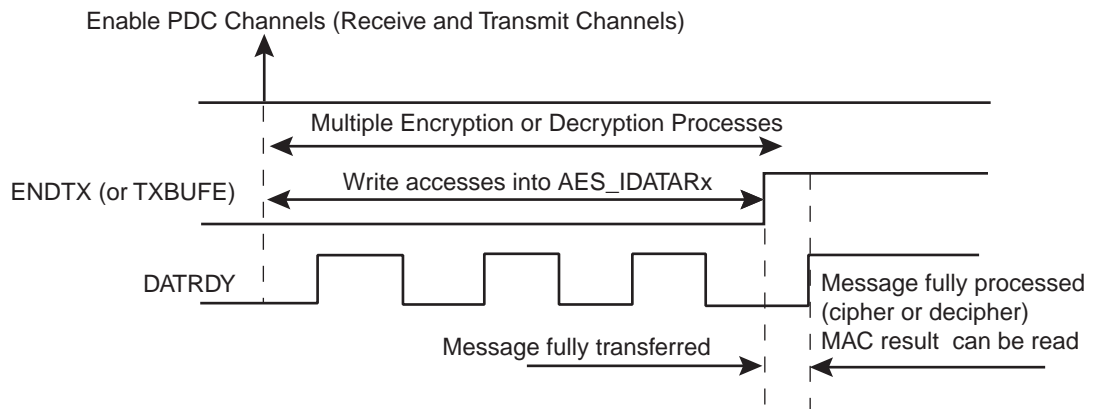 Enable PDC Channels (Receive and Transmit Channels)
Multiple Encryption or Decryption Processes
ENDTX (or TXBUFE)
Write accesses into AES_IDATARx
DATRDY
Message fully processed
(cipher or decipher)
MAC result can be read
Message fully transferred